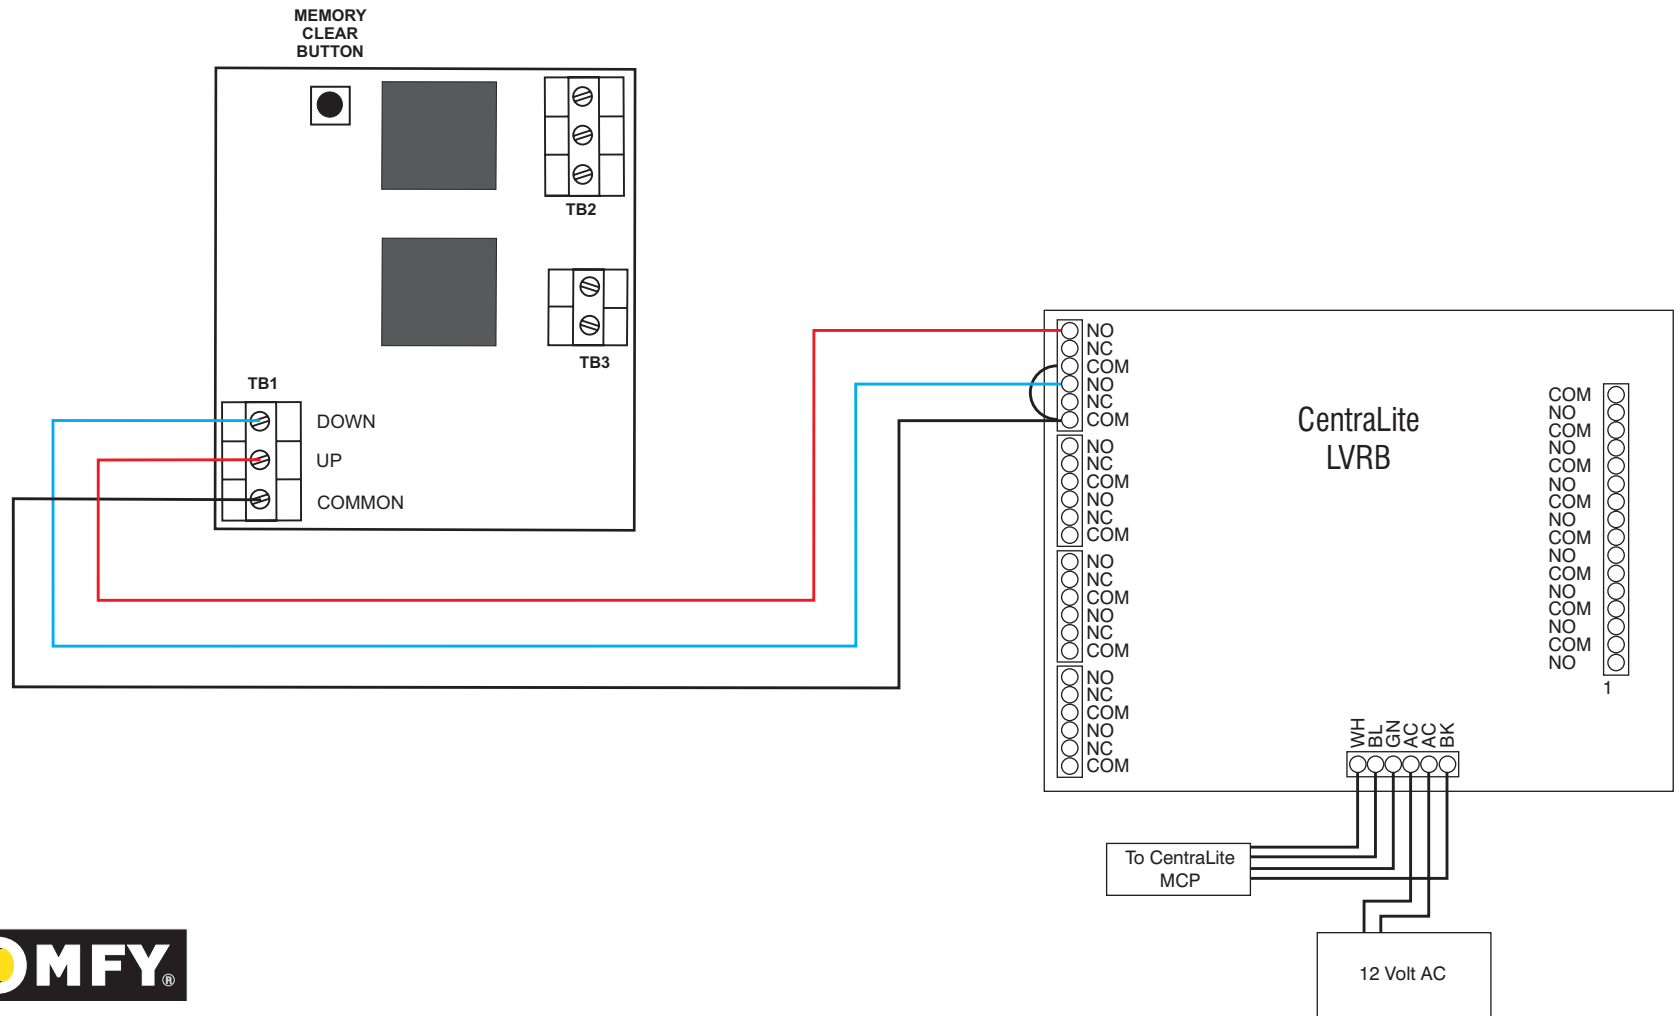 MEMORY
CLEAR
BUTTON
TB2
TB3
TB1
DOWN
UP
COMMON
NO
NC
COM
NO
NC
COM
NO
NC
COM
NO
NC
COM
NO
NC
COM
NO
NC
COM
NO
NC
COM
NO
NC
COM
CentraLite
LVRB
COM
NO
COM
NO
COM
NO
COM
NO
COM
NO
COM
NO
COM
NO
COM
NO
1
WH
BL
GN
AC
AC
BK
To CentraLite
MCP
12 Volt AC
OMFY®